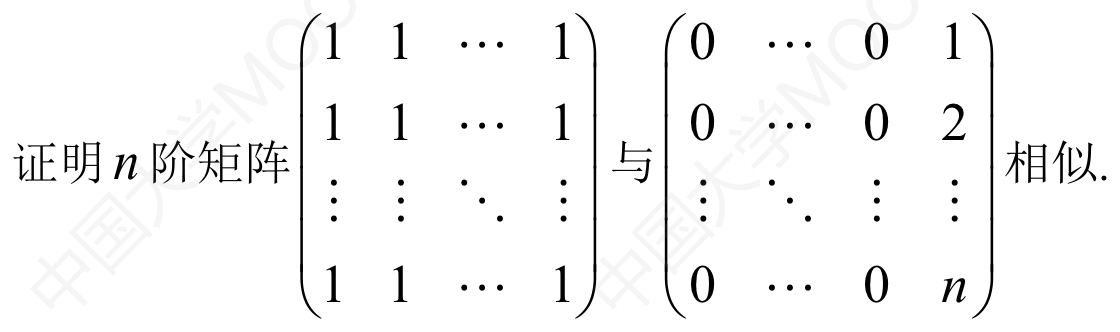 证明 n 阶矩阵 \begin{pmatrix} 1 & 1 & \cdots & 1 \\ 1 & 1 & \cdots & 1 \\ \vdots & \vdots & \ddots & \vdots \\ 1 & 1 & \cdots & 1 \end{pmatrix} 与 \begin{pmatrix} 0 & \cdots & 0 & 1 \\ 0 & \cdots & 0 & 2 \\ \vdots & \ddots & \vdots & \vdots \\ 0 & \cdots & 0 & n \end{pmatrix} 相似.
中国大学MOOC
中国大学MOOC